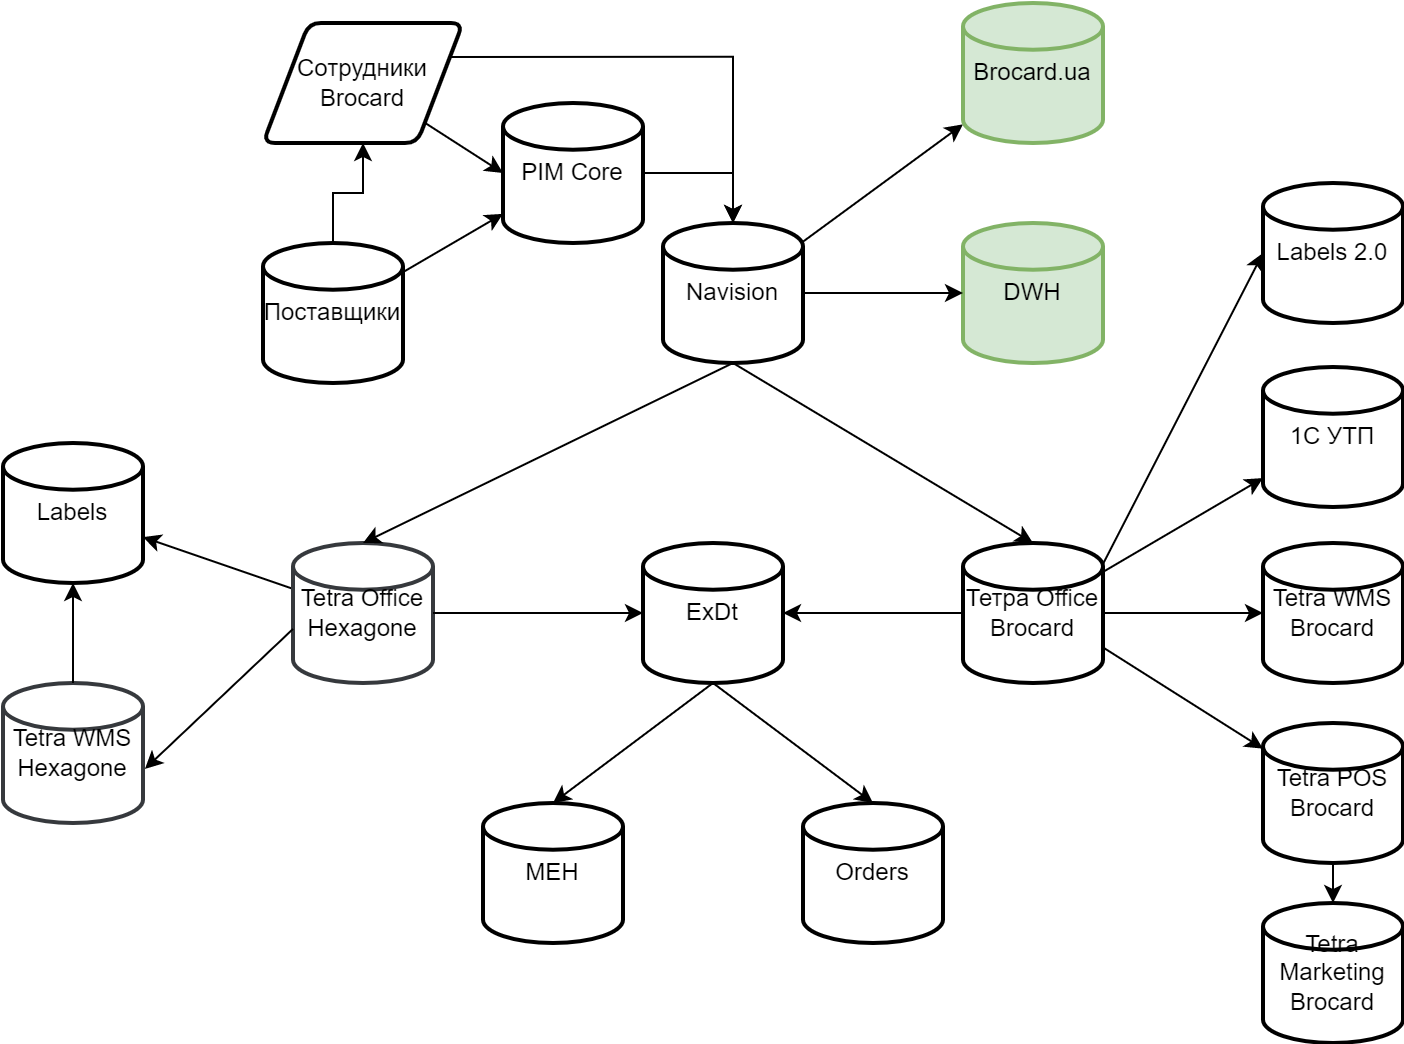 Сотрудники
Brocard
Brocard.ua
PIM Core
Поставщики
Navision
DWH
Labels 2.0
1С УТП
Labels
Tetra Office
Hexagone
ExDt
Тетра Office
Brocard
Tetra WMS
Brocard
Tetra WMS
Hexagone
Tetra POS
Brocard
МЕН
Orders
Tetra
Marketing
Brocard